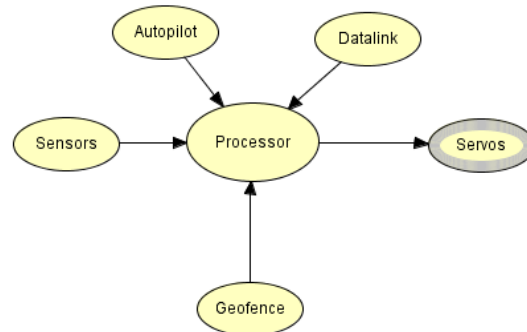 Autopilot
Datalink
Sensors
Processor
Servos
Geofence